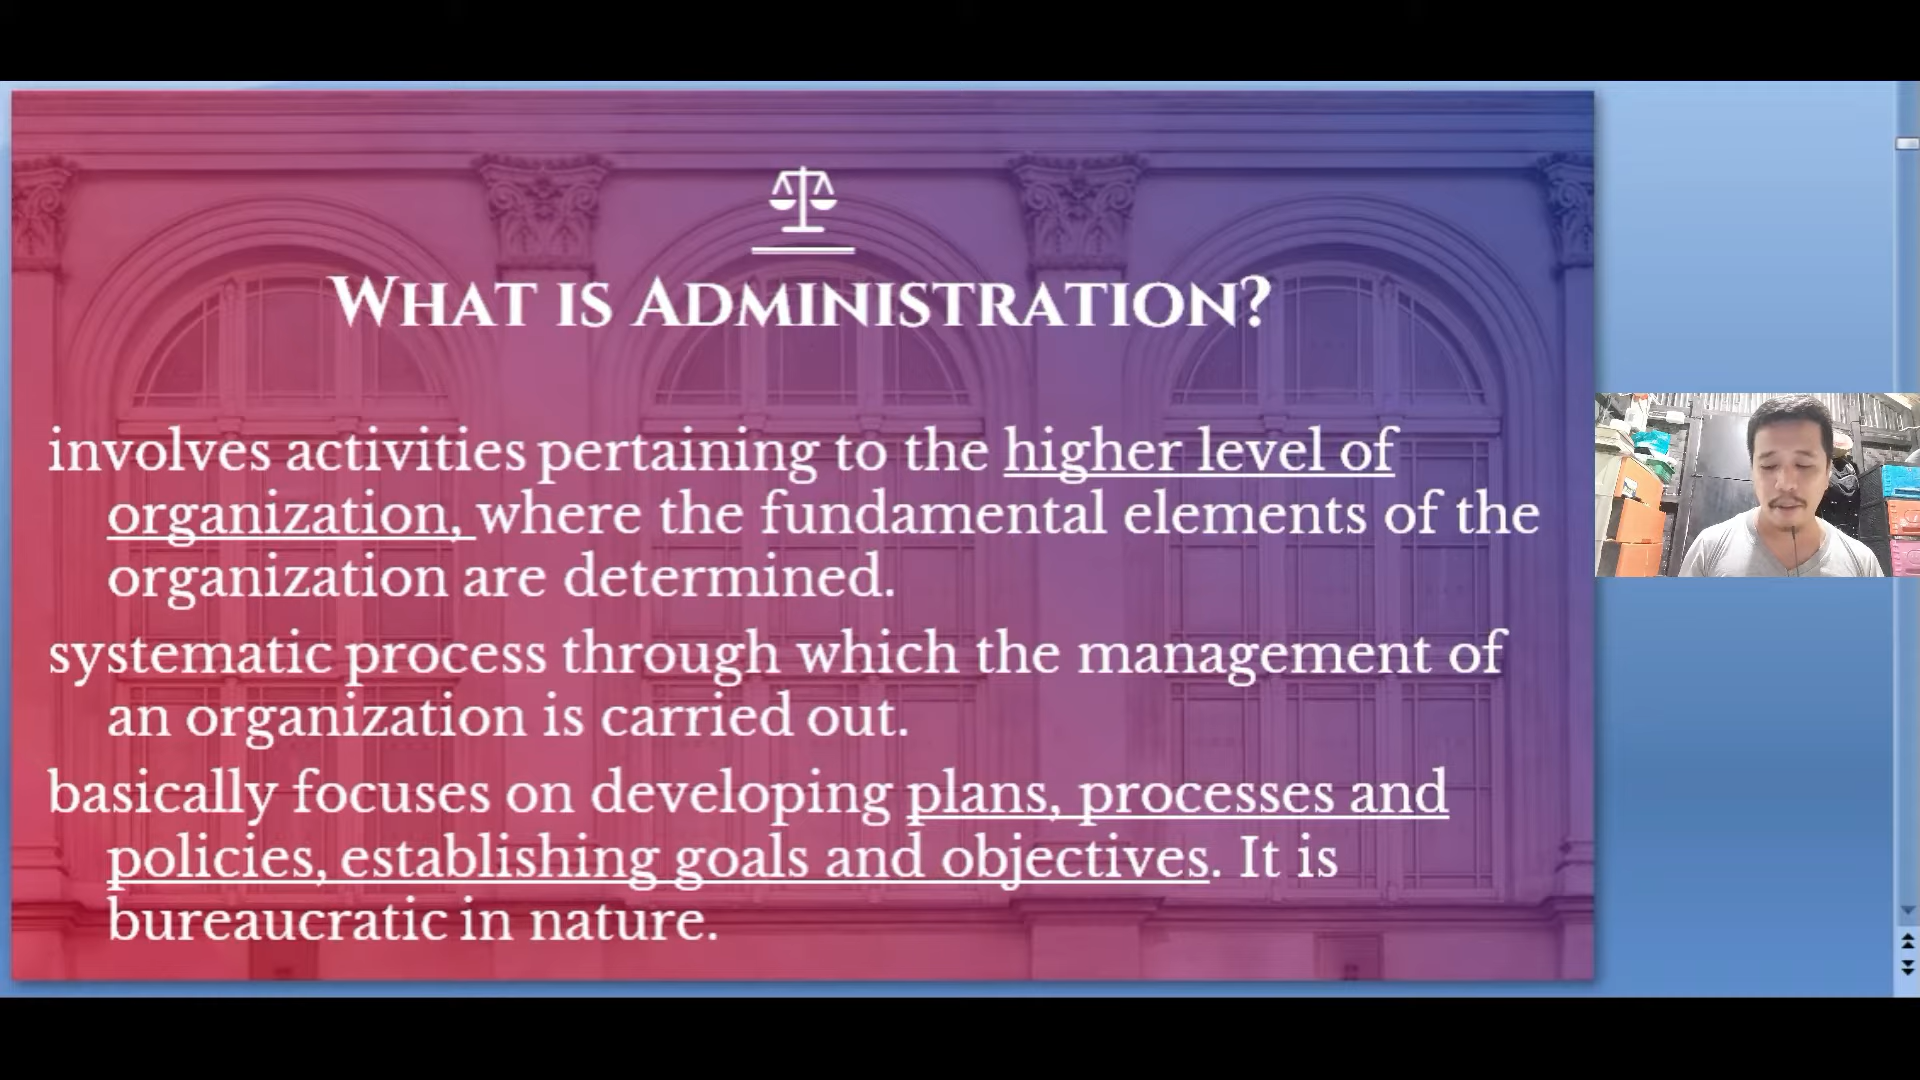 What is Administration?
involves activities pertaining to the higher level of
organization, where the fundamental elements of the
organization are determined.
systematic process through which the management of
an organization is carried out.
basically focuses on developing plans, processes and
policies, establishing goals and objectives. It is
bureaucratic in nature.